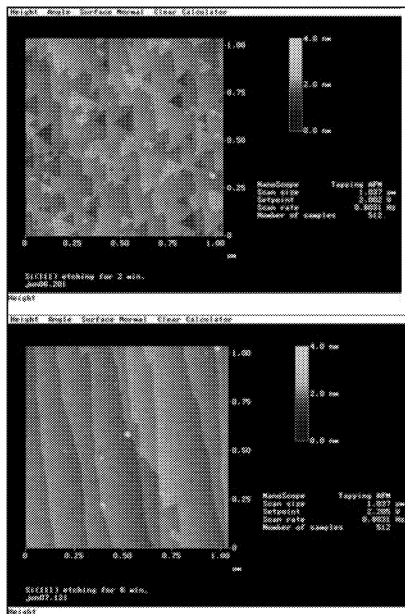 Height Angle Surface Normal Clear Calculator
4.0 nm
2.0 nm
0.0 nm
1.00
0.75
0.50
0.25
0
0 0.25 0.50 0.75 1.00
µm
NanoScope Tapping AFM
Scan size 1.027 µm
Setpoint 2.002 V
Scan rate 0.8031 Hz
Number of samples 512
Si(111) etching for 2 min.
Height
Height Angle Surface Normal Clear Calculator
4.0 nm
2.0 nm
0.0 nm
1.00
0.75
0.50
0.25
0
0 0.25 0.50 0.75 1.00
µm
NanoScope Tapping AFM
Scan size 1.027 µm
Setpoint 2.205 V
Scan rate 0.8031 Hz
Number of samples 512
Si(111) etching for 8 min.
Height